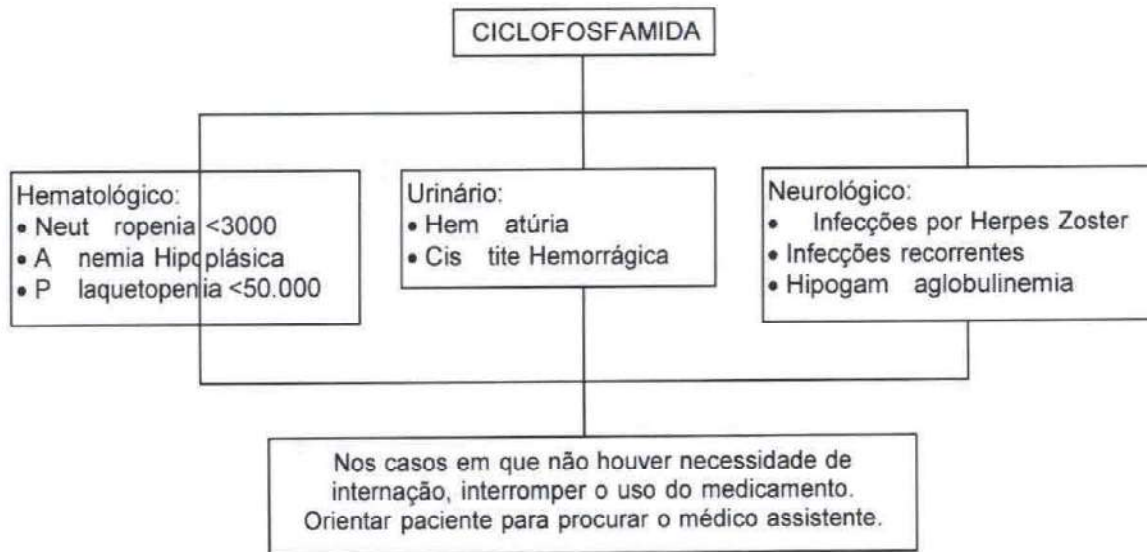 CICLOFOSFAMIDA
Hematológico:
• Neut ropenia <3000
• A nemia Hipoplásica
• P laquetopenia <50.000
Urinário:
• Hem atúria
• Cis tite Hemorrágica
Neurológico:
• Infecções por Herpes Zoster
• Infecções recorrentes
• Hipogam aglobulinemia
Nos casos em que não houver necessidade de
internação, interromper o uso do medicamento.
Orientar paciente para procurar o médico assistente.